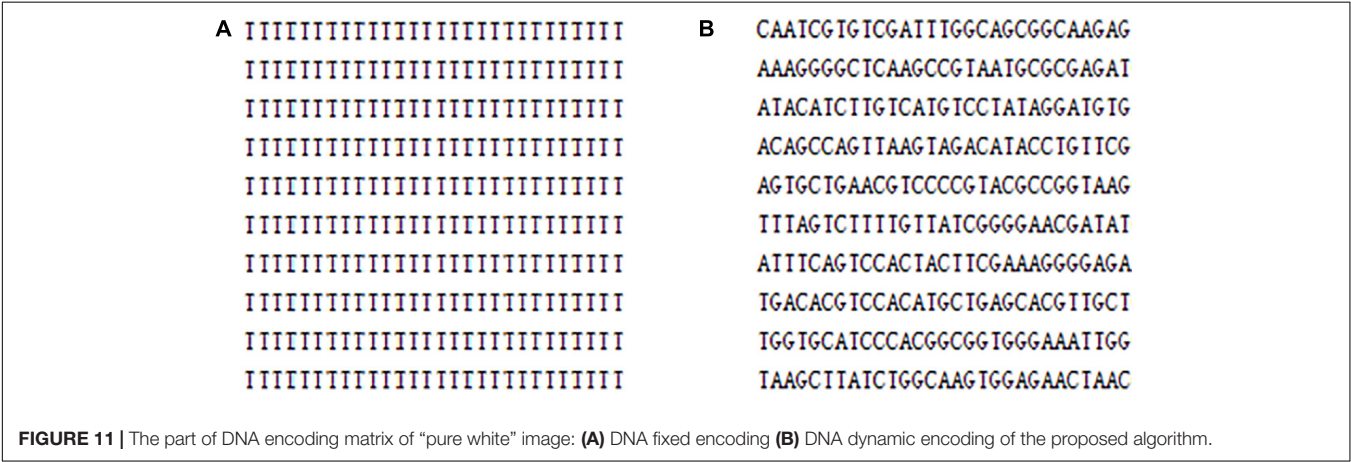 A TTTTTTTTTTTTTTTTTTTTTTTTTTTT
TTTTTTTTTTTTTTTTTTTTTTTTTTTT
TTTTTTTTTTTTTTTTTTTTTTTTTTTT
TTTTTTTTTTTTTTTTTTTTTTTTTTTT
TTTTTTTTTTTTTTTTTTTTTTTTTTTT
TTTTTTTTTTTTTTTTTTTTTTTTTTTT
TTTTTTTTTTTTTTTTTTTTTTTTTTTT
TTTTTTTTTTTTTTTTTTTTTTTTTTTT
TTTTTTTTTTTTTTTTTTTTTTTTTTTT
TTTTTTTTTTTTTTTTTTTTTTTTTTTT
B CAATCGTGTCGATTTGGCAGCGGCAAGAG
AAAGGGGCTCAAGCCGTAATGCGCGAGAT
ATACATCTTGTCATGTCCTATAGGATGTG
ACAGCCAGTTAAGTAGACATACCTGTTCG
AGTGCTGAACGTCCCCGTACGCCGGTAAG
TTTAGTCTTTTGTTATCGGGGAACGATAT
ATTTCAGTCCACTACTTCGAAAGGGGAGA
TGACACGTCCACATGCTGAGCACGTTGCT
TGGTGCATCCCACGGCGGTGGGAAATTGG
TAAGCTTATCTGGCAAGTGGAGAACTAAC
FIGURE 11 | The part of DNA encoding matrix of “pure white” image: (A) DNA fixed encoding (B) DNA dynamic encoding of the proposed algorithm.